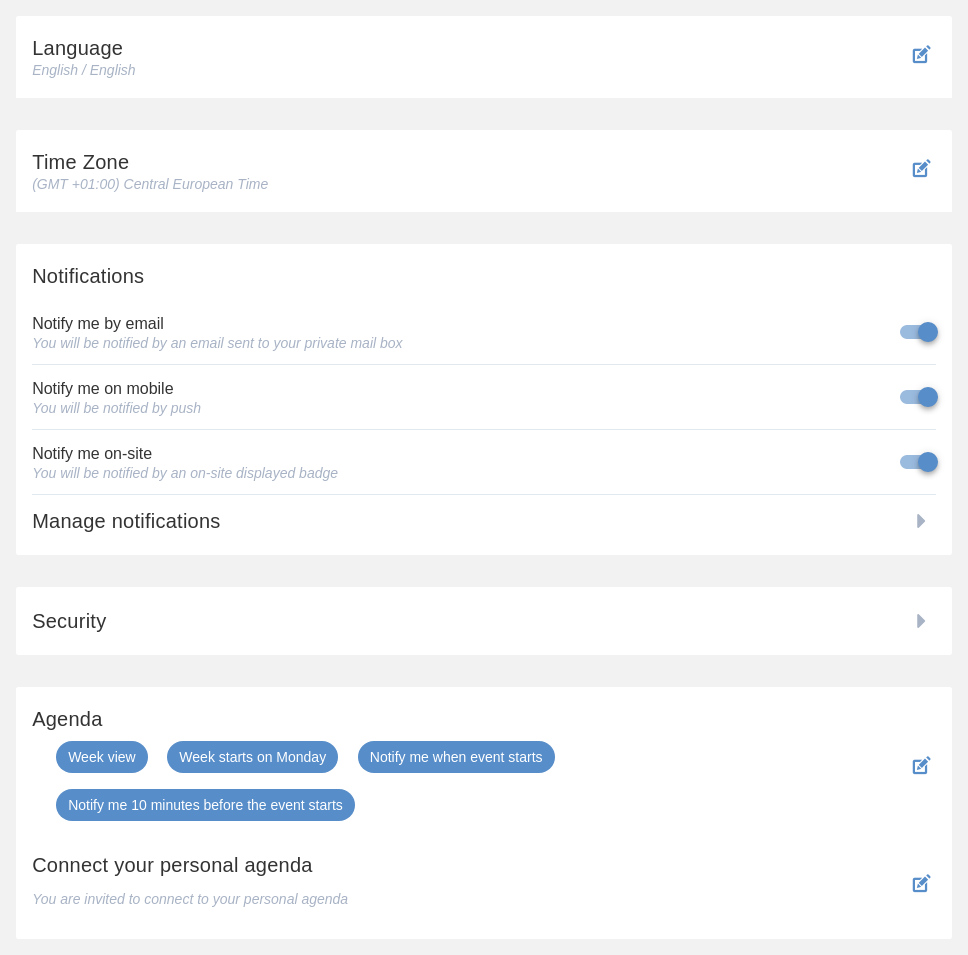 Language
English / English
Time Zone
(GMT +01:00) Central European Time
Notifications
Notify me by email
You will be notified by an email sent to your private mail box
Notify me on mobile
You will be notified by push
Notify me on-site
You will be notified by an on-site displayed badge
Manage notifications
Security
Agenda
Week view Week starts on Monday Notify me when event starts
Notify me 10 minutes before the event starts
Connect your personal agenda
You are invited to connect to your personal agenda